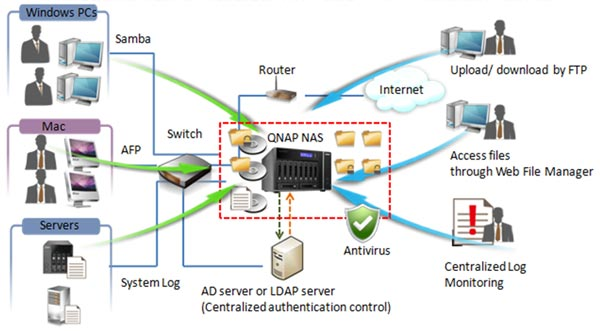 Windows PCs
Samba
Router
Internet
Upload/ download by FTP
Mac
AFP
Switch
QNAP NAS
Access files
through Web File Manager
Servers
System Log
Antivirus
AD server or LDAP server
(Centralized authentication control)
Centralized Log
Monitoring